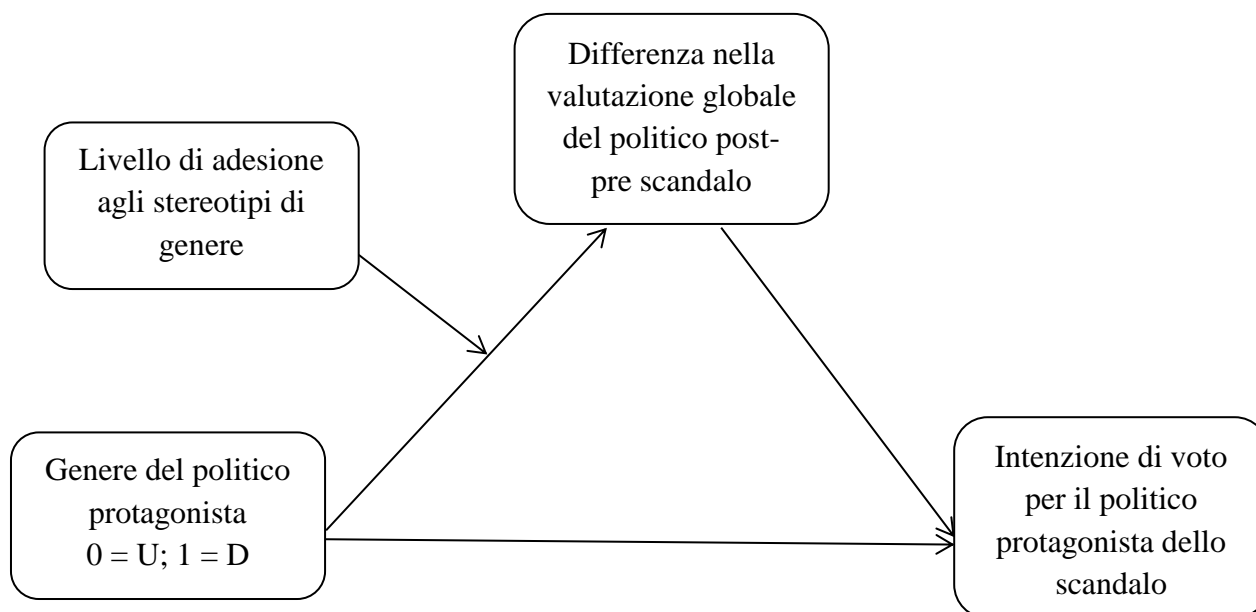 Differenza nella
valutazione globale
del politico post-
pre scandalo
Livello di adesione
agli stereotipi di
genere
Genere del politico
protagonista
0 = U; 1 = D
Intenzione di voto
per il politico
protagonista dello
scandalo